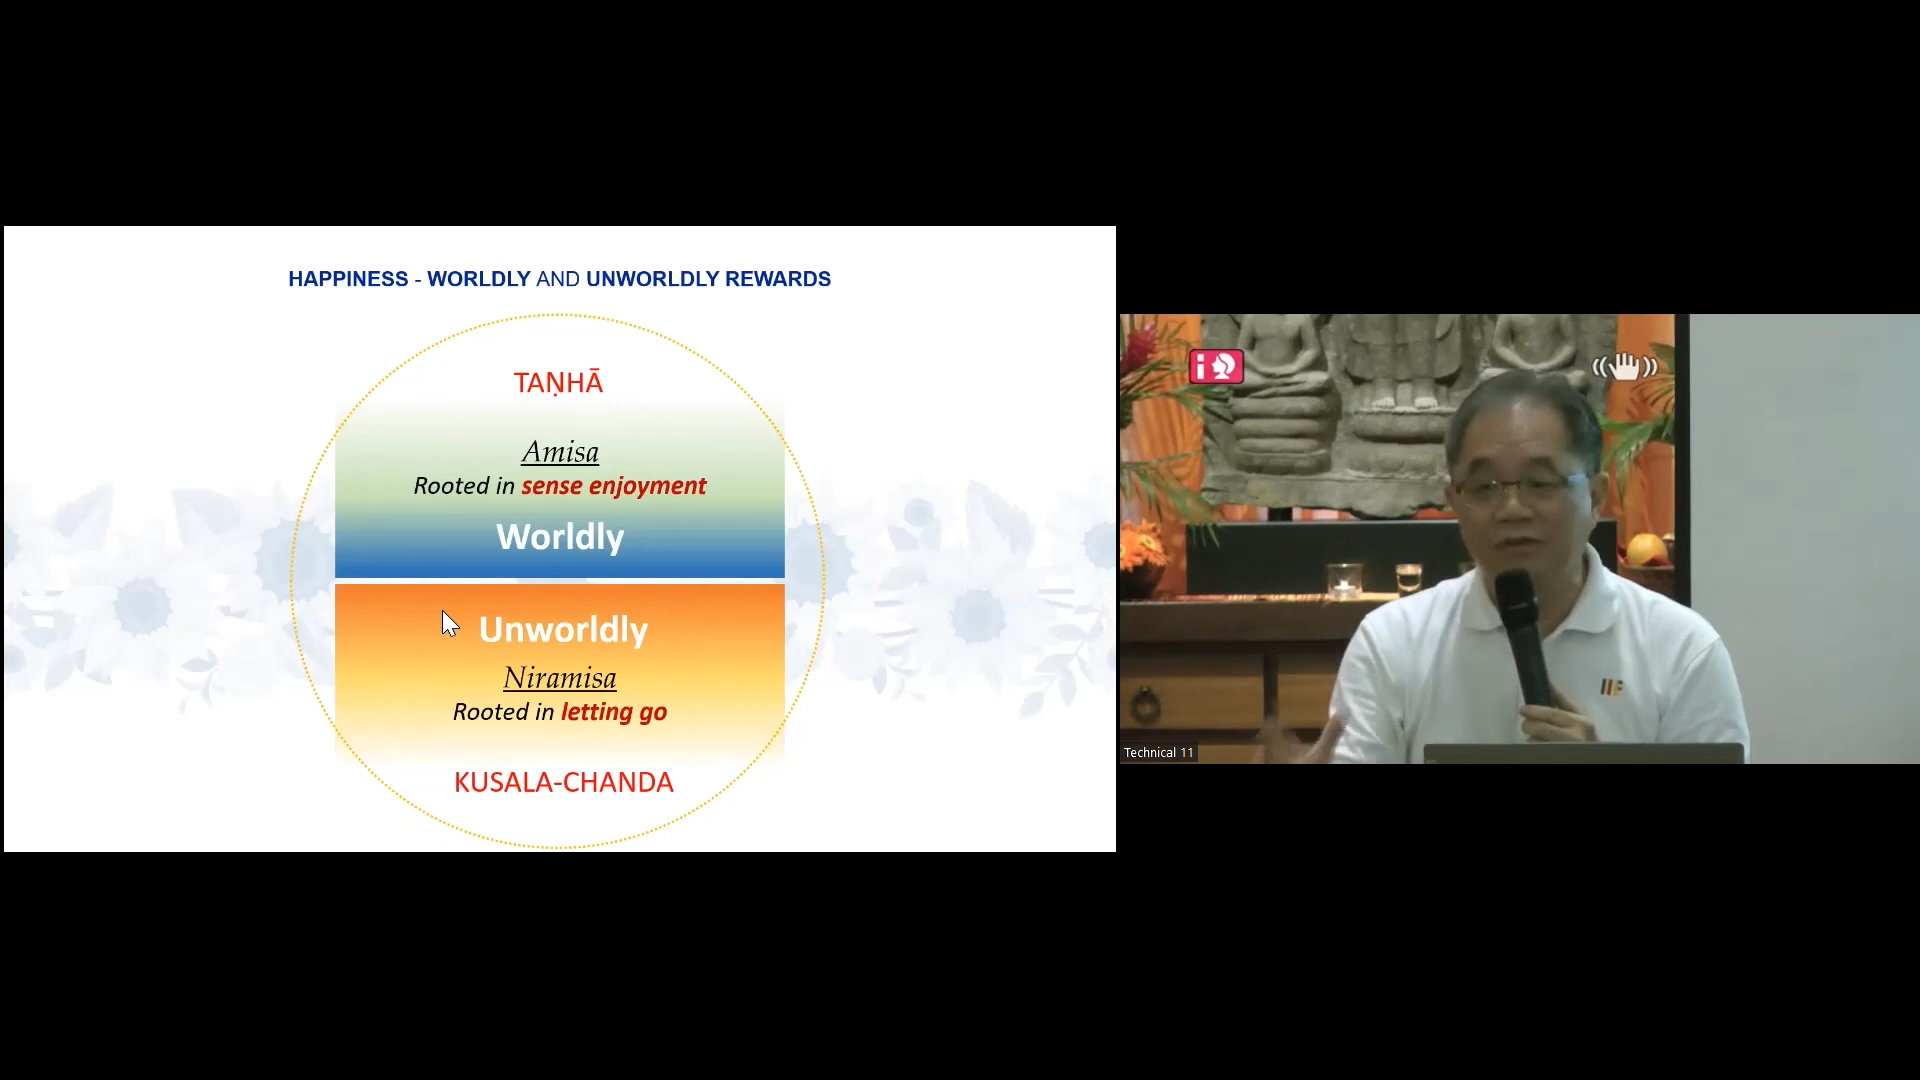 HAPPINESS - WORLDLY AND UNWORLDLY REWARDS
TAṆHĀ
Amisa
Rooted in sense enjoyment
Worldly
Unworldly
Niramisa
Rooted in letting go
KUSALA-CHANDA
Technical 11